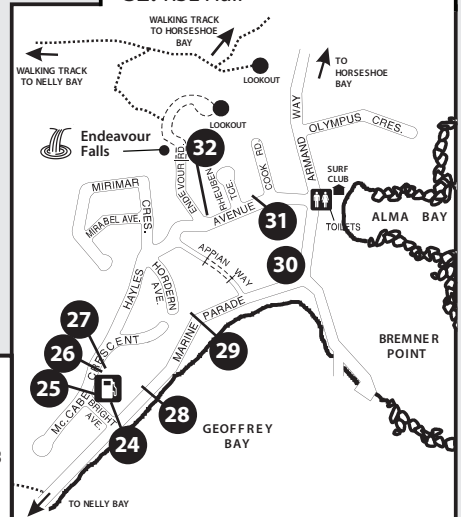 WALKING TRACK
TO HORSESHOE
BAY
WALKING TRACK
TO NELLY BAY
LOOKOUT
TO
HORSESHOE
BAY
LOOKOUT
Endeavour
Falls
32
ARMAND WAY
OLYMPUS CRES.
ENDEVOUR RD
RHEUBEN TCE.
COOK RD
SURF
CLUB
TOILETS
ALMA BAY
MIRIMAR CRES.
MIRABEL AVE.
AVENUE
31
30
APPIAN WAY
HORDERN AVE.
HAYLES
MARINE PARADE
29
BREMNER
POINT
27
26
25
McCABE CRESCENT
BRIGHT AVE.
28
24
GEOFFREY
BAY
TO NELLY BAY